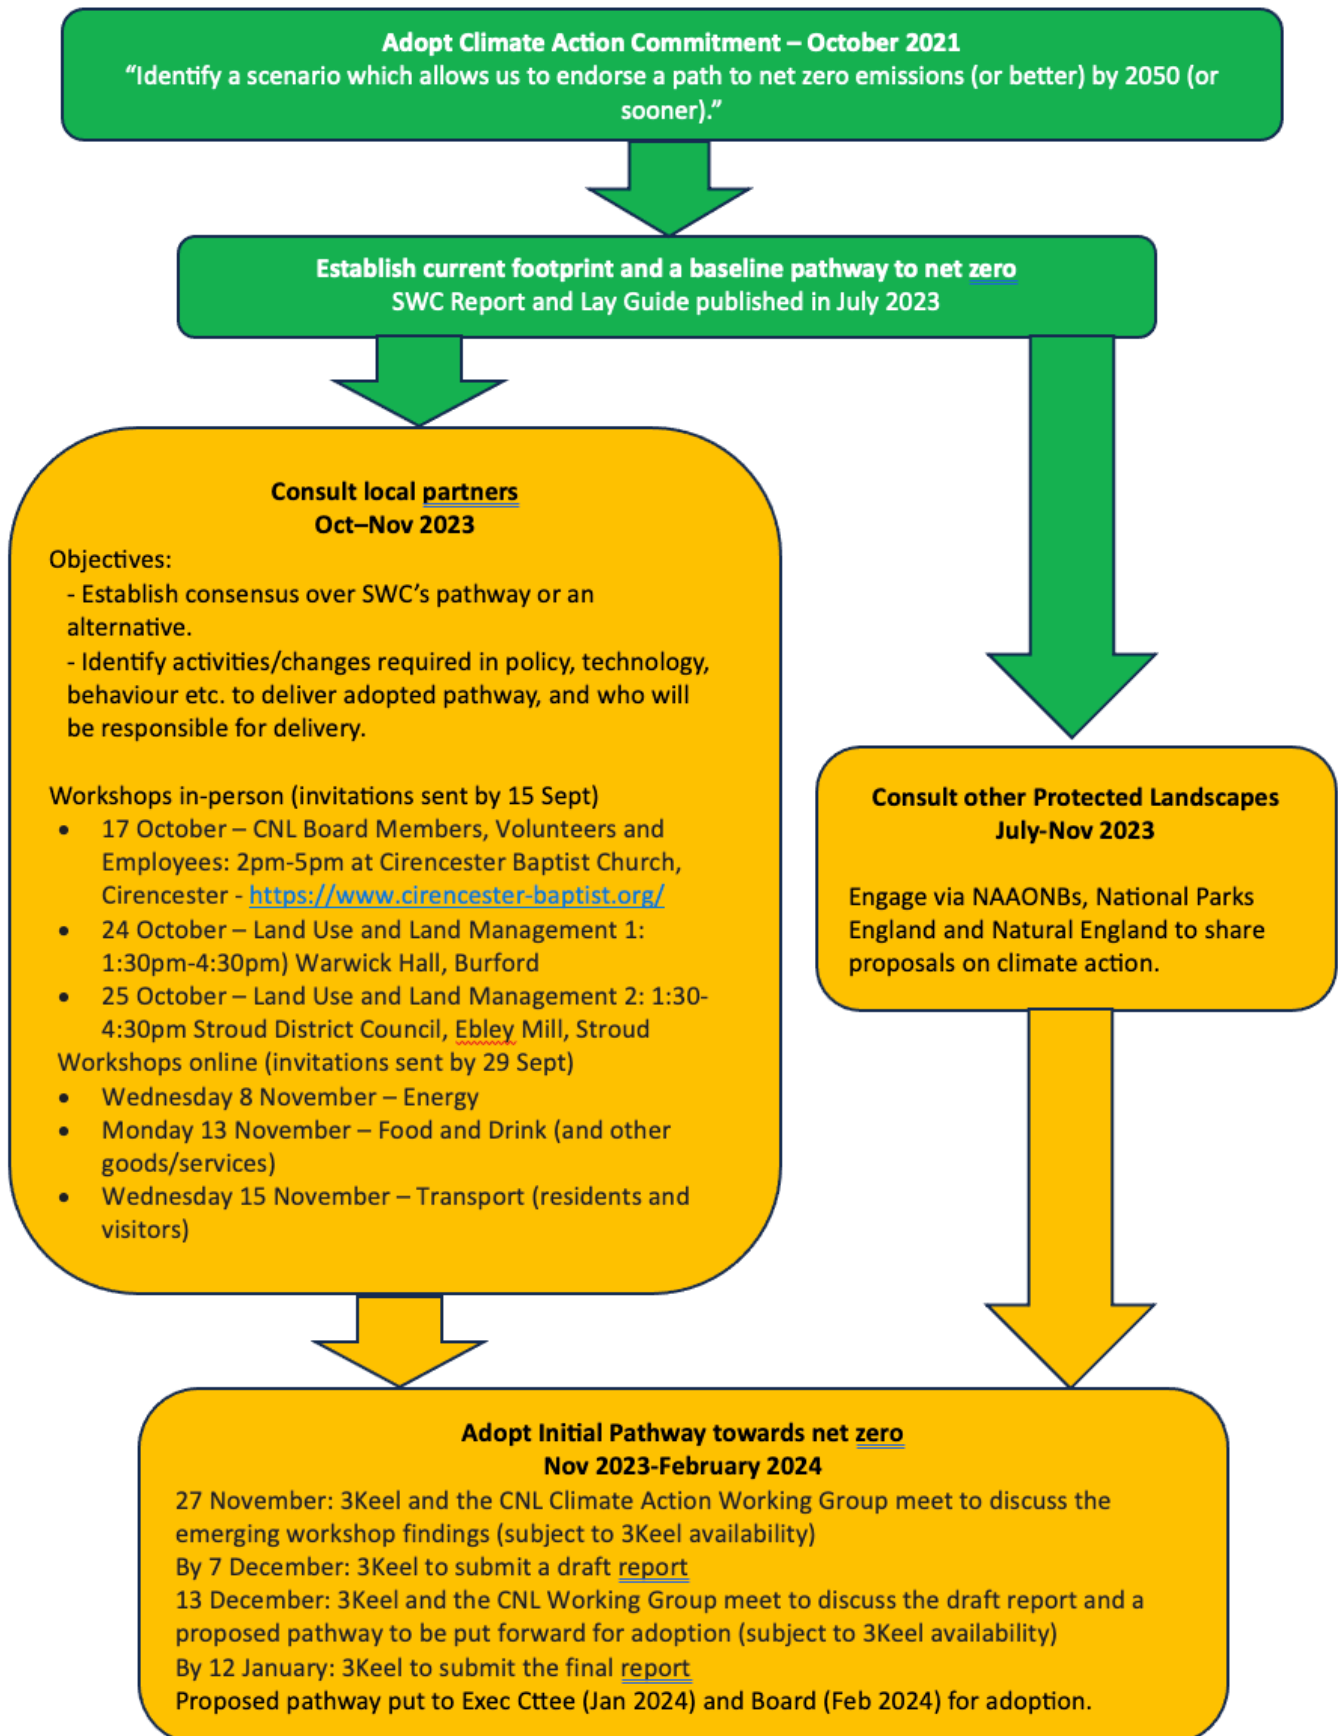 Adopt Climate Action Commitment – October 2021
“Identify a scenario which allows us to endorse a path to net zero emissions (or better) by 2050 (or
sooner).”
Establish current footprint and a baseline pathway to net zero
SWC Report and Lay Guide published in July 2023
Consult local partners
Oct–Nov 2023
Objectives:
- Establish consensus over SWC’s pathway or an
alternative.
- Identify activities/changes required in policy, technology,
behaviour etc. to deliver adopted pathway, and who will
be responsible for delivery.
Workshops in-person (invitations sent by 15 Sept)
• 17 October – CNL Board Members, Volunteers and
Employees: 2pm-5pm at Cirencester Baptist Church,
Cirencester - https://www.cirencester-baptist.org/
• 24 October – Land Use and Land Management 1:
1:30pm-4:30pm) Warwick Hall, Burford
• 25 October – Land Use and Land Management 2: 1:30-
4:30pm Stroud District Council, Ebley Mill, Stroud
Workshops online (invitations sent by 29 Sept)
• Wednesday 8 November – Energy
• Monday 13 November – Food and Drink (and other
goods/services)
• Wednesday 15 November – Transport (residents and
visitors)
Consult other Protected Landscapes
July-Nov 2023
Engage via NAAONBs, National Parks
England and Natural England to share
proposals on climate action.
Adopt Initial Pathway towards net zero
Nov 2023-February 2024
27 November: 3Keel and the CNL Climate Action Working Group meet to discuss the
emerging workshop findings (subject to 3Keel availability)
By 7 December: 3Keel to submit a draft report
13 December: 3Keel and the CNL Working Group meet to discuss the draft report and a
proposed pathway to be put forward for adoption (subject to 3Keel availability)
By 12 January: 3Keel to submit the final report
Proposed pathway put to Exec Cttee (Jan 2024) and Board (Feb 2024) for adoption.